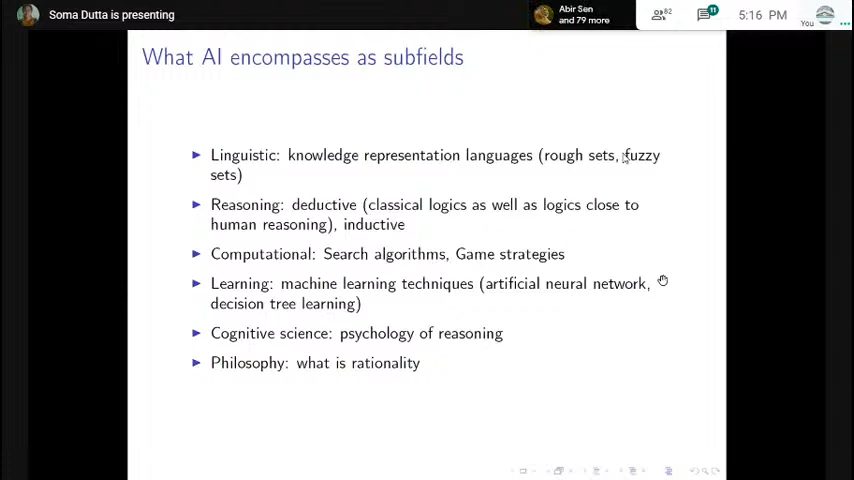 Soma Dutta is presenting
Abir Sen
and 79 more
82
11
5:16 PM
You
What AI encompasses as subfields
Linguistic: knowledge representation languages (rough sets, fuzzy
sets)
Reasoning: deductive (classical logics as well as logics close to
human reasoning), inductive
Computational: Search algorithms, Game strategies
Learning: machine learning techniques (artificial neural network,
decision tree learning)
Cognitive science: psychology of reasoning
Philosophy: what is rationality